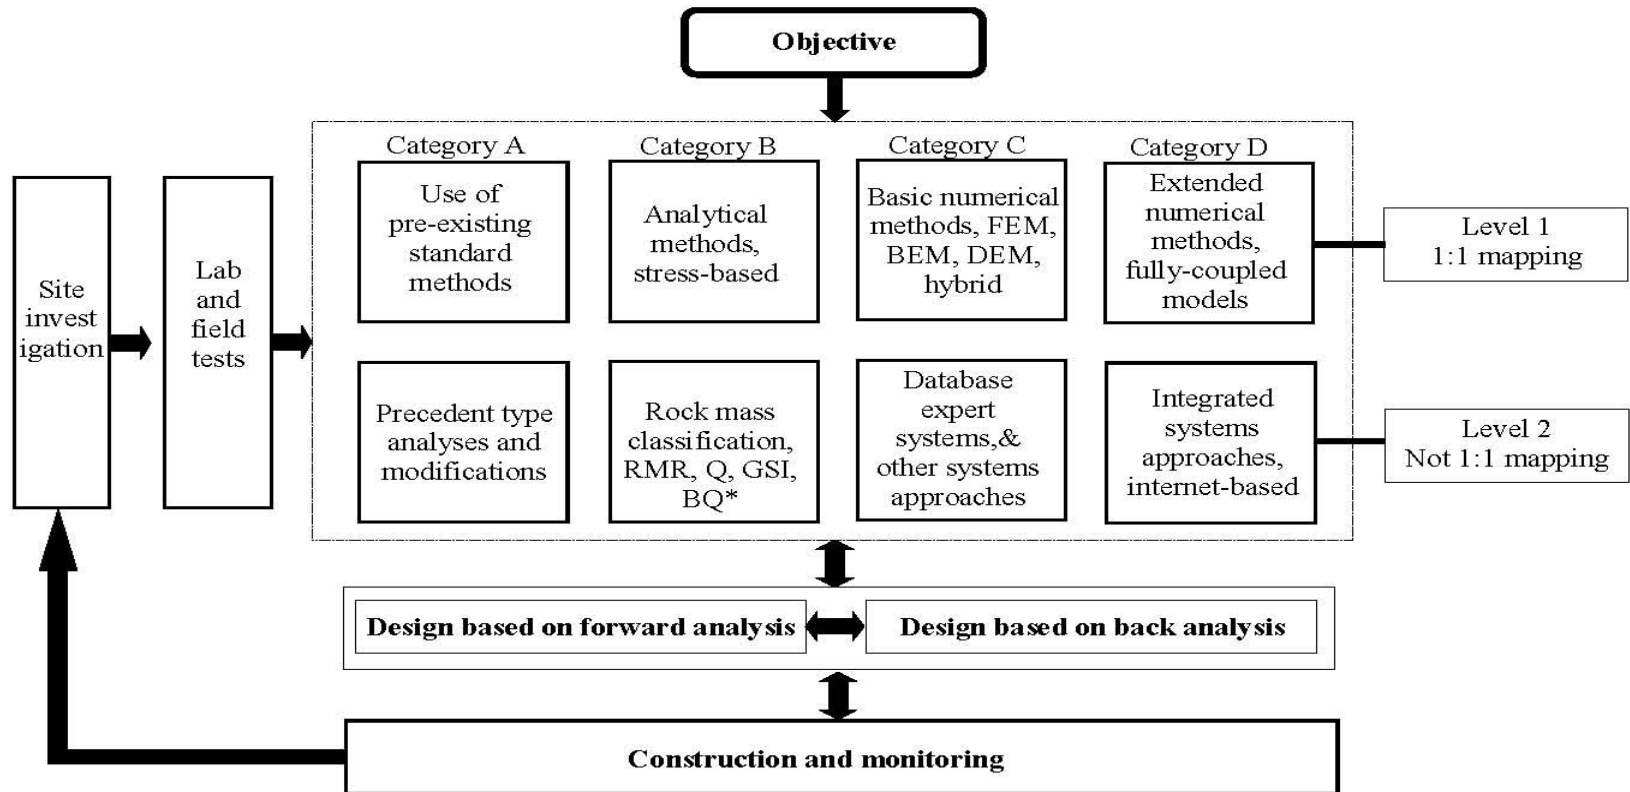 Objective
Category A
Category B
Category C
Category D
Use of
pre-existing
standard
methods
Analytical
methods,
stress-based
Basic numerical
methods, FEM,
BEM, DEM,
hybrid
Extended
numerical
methods,
fully-coupled
models
Level 1
1:1 mapping
Site
invest
igation
Lab
and
field
tests
Precedent type
analyses and
modifications
Rock mass
classification,
RMR, Q, GSI,
BQ*
Database
expert
systems,&
other systems
approaches
Integrated
systems
approaches,
internet-based
Level 2
Not 1:1 mapping
Design based on forward analysis
Design based on back analysis
Construction and monitoring